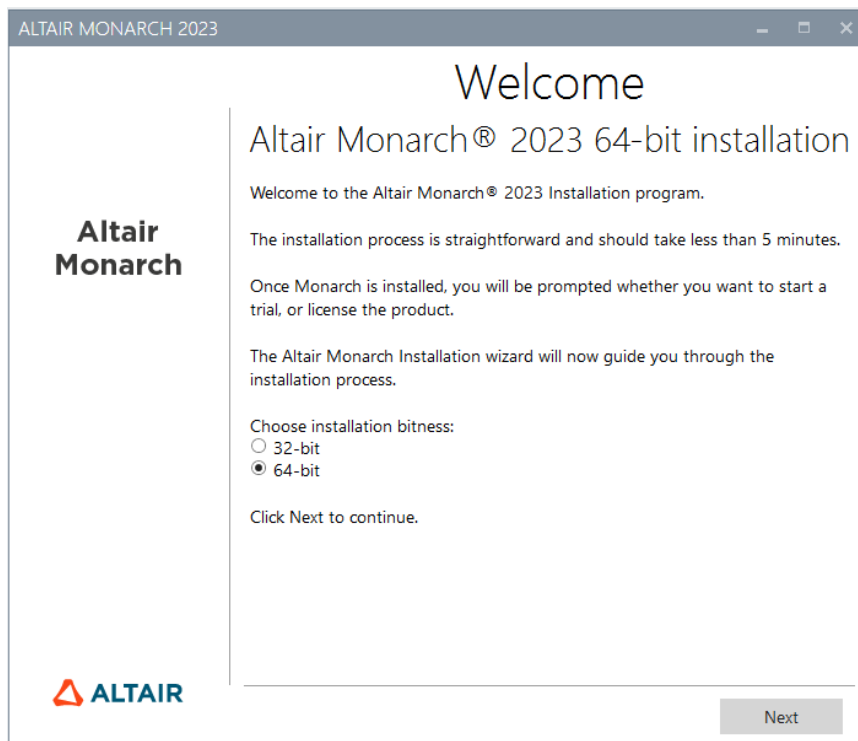 ALTAIR MONARCH 2023
Welcome
Altair Monarch® 2023 64-bit installation
Welcome to the Altair Monarch® 2023 Installation program.
Altair
Monarch
The installation process is straightforward and should take less than 5 minutes.
Once Monarch is installed, you will be prompted whether you want to start a
trial, or license the product.
The Altair Monarch Installation wizard will now guide you through the
installation process.
Choose installation bitness:
32-bit
64-bit
Click Next to continue.
ALTAIR
Next